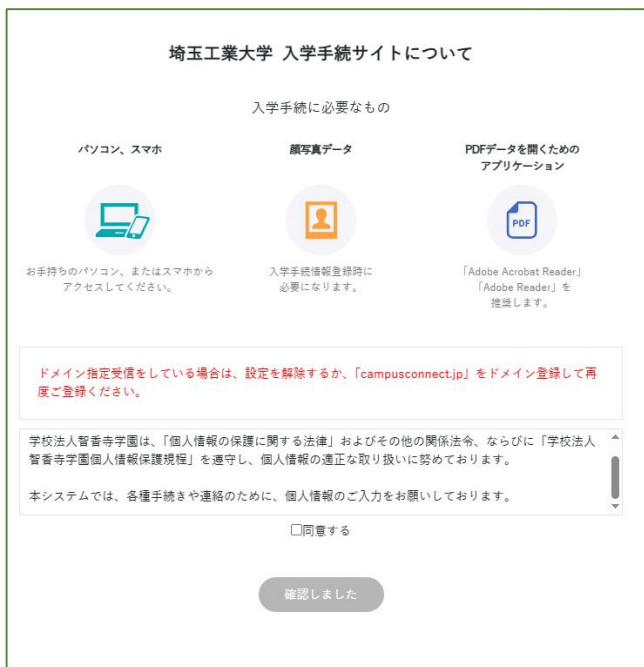 埼玉工業大学 入学手続サイトについて
入学手続に必要なもの
パソコン、スマホ
お手持ちのパソコン、またはスマホから
アクセスしてください。
顔写真データ
入学手続情報登録時に
必要になります。
PDFデータを開くための
アプリケーション
PDF
「Adobe Acrobat Reader」
「Adobe Reader」を
推奨します。
ドメイン指定受信をしている場合は、設定を解除するか、「campusconnect.jp」をドメイン登録して再
度ご登録ください。
学校法人智香寺学園は、「個人情報の保護に関する法律」およびその他の関係法令、ならびに「学校法人
智香寺学園個人情報保護規程」を遵守し、個人情報の適正な取り扱いに努めております。
本システムでは、各種手続きや連絡のために、個人情報のご入力をお願いしております。
同意する
確認しました